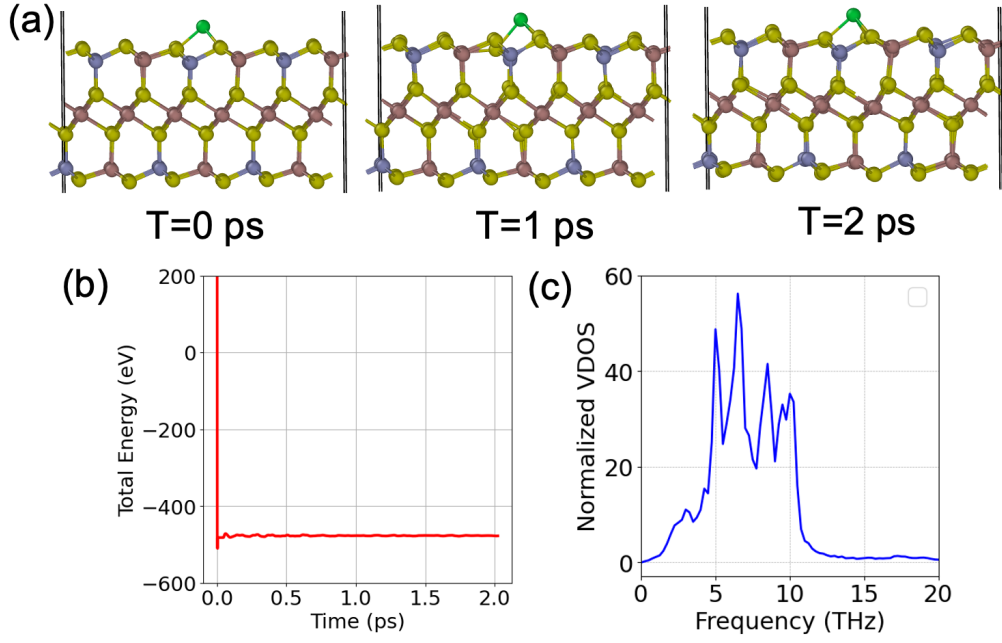 (a)
T=0 ps
T=1 ps
T=2 ps
(b)
200
0
−200
−400
−600
Total Energy (eV)
0.0 0.5 1.0 1.5 2.0
Time (ps)
(c)
60
40
20
0
Normalized VDOS
0 5 10 15 20
Frequency (THz)